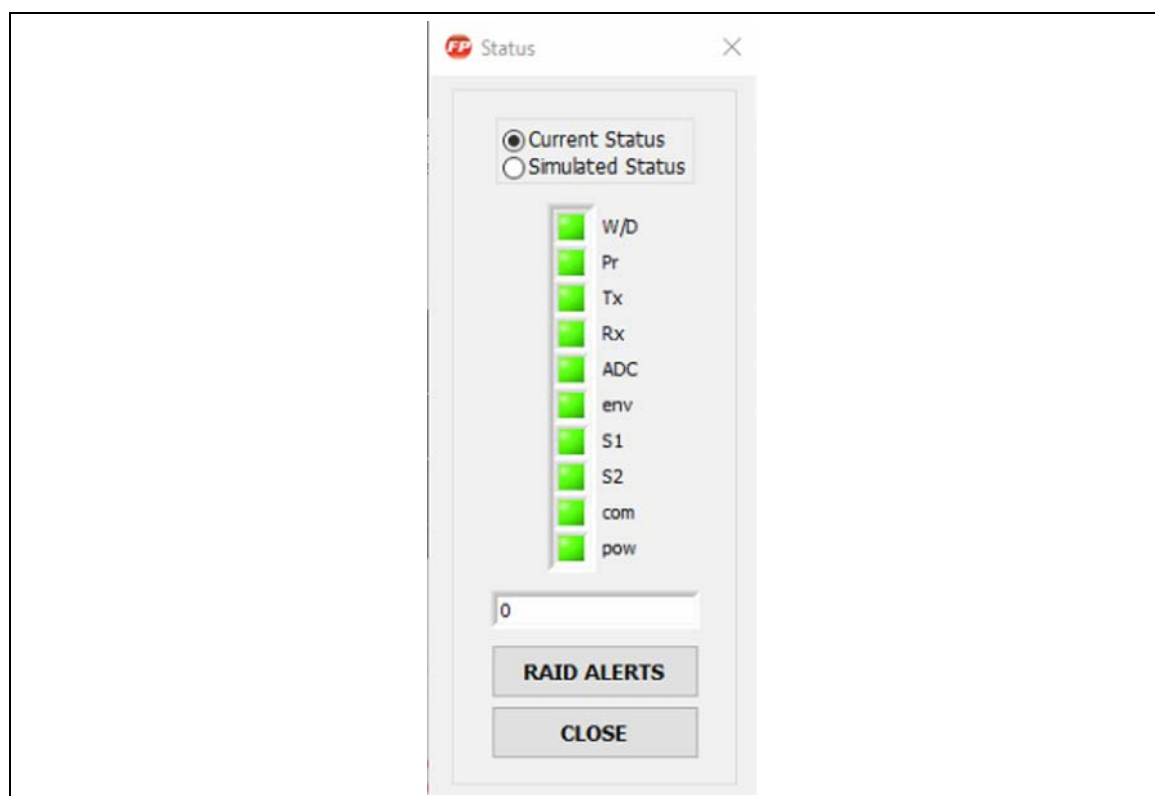 FP Status
Current Status
Simulated Status
W/D
Pr
Tx
Rx
ADC
env
S1
S2
com
pow
0
RAID ALERTS
CLOSE